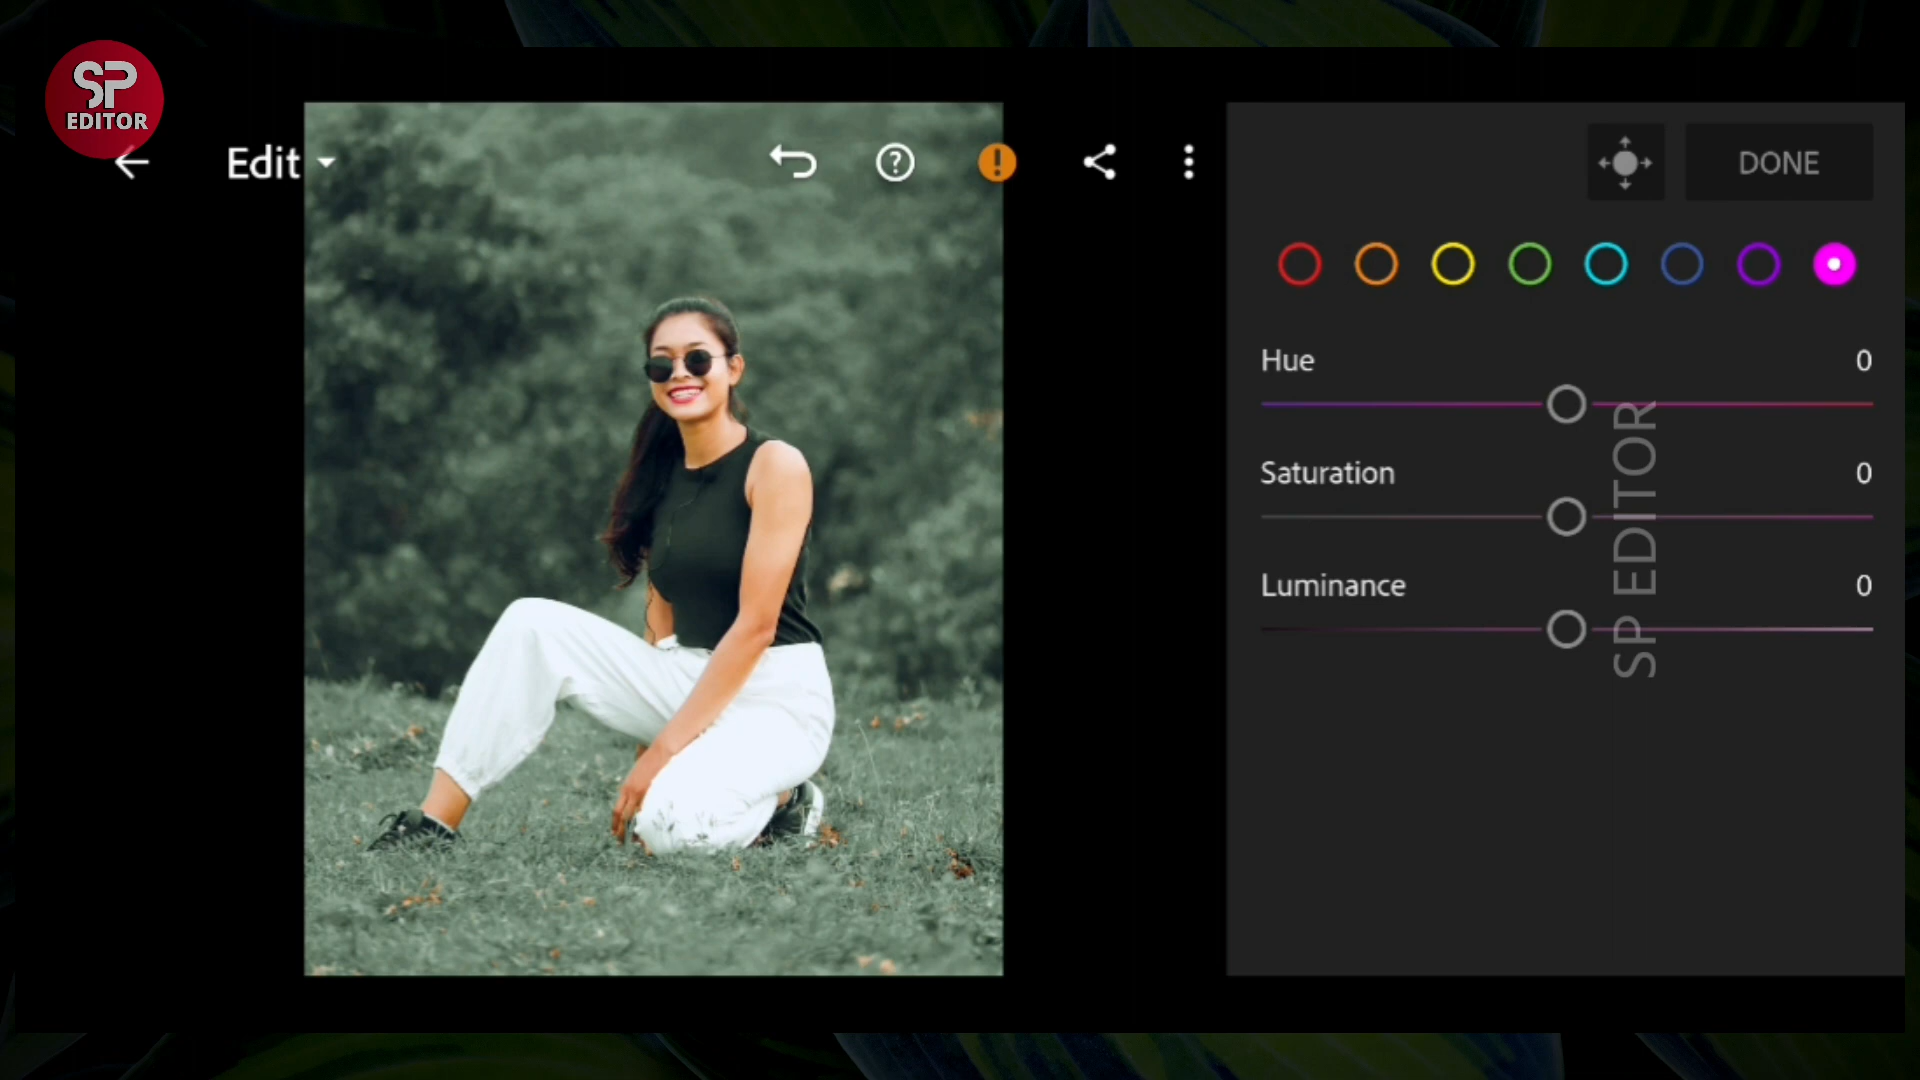 SP
EDITOR
Edit
DONE
Hue 0
Saturation 0
Luminance 0
SP EDITOR